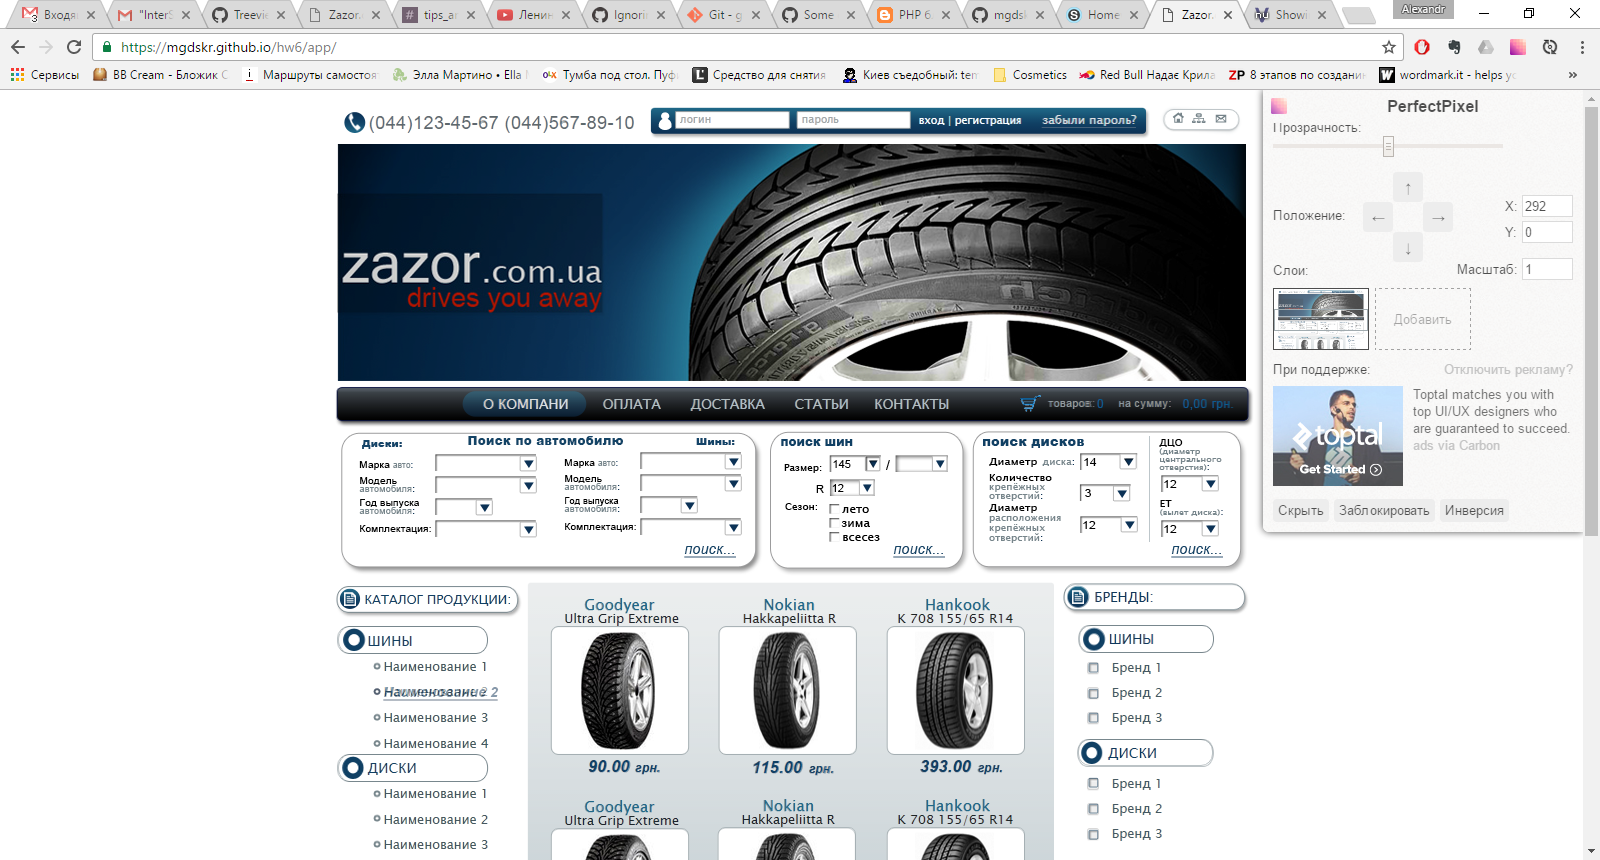 Alexandr
Входя
"InterS
Treevie
Zazor.
tips_ar
Ленин
Ignorin
Git - g
Some
PHP б
mgdsk
Home
Zazor.
Showi
https://mgdskr.github.io/hw6/app/
Сервисы
BB Cream - Бложик С
Маршруты самостоя
Элла Мартино • Ella
Тумба под стол. Пуф
Средство для снятия
Киев съедобный: тем
Cosmetics
Red Bull Надає Крила
8 этапов по создани
wordmark.it - helps yo
»
(044)123-45-67 (044)567-89-10
логин
пароль
вход | регистрация
забыли пароль?
zazor.com.ua
drives you away
О КОМПАНИ
ОПЛАТА
ДОСТАВКА
СТАТЬИ
КОНТАКТЫ
товаров: 0
на сумму: 0,00 грн.
Диски:
Поиск по автомобилю
Шины:
Марка авто:
Модель
автомобиля:
Год выпуска
автомобиля:
Комплектация:
Марка авто:
Модель
автомобиля:
Год выпуска
автомобиля:
Комплектация:
поиск...
поиск шин
Размер: 145 /
R 12
Сезон:
лето
зима
всесез
поиск...
поиск дисков
Диаметр диска: 14
Количество
крепёжных
отверстий: 3
Диаметр
расположения
крепёжных
отверстий: 12
ДЦО
(диаметр
центрального
отверстия):
12
ET
(вылет диска):
12
поиск...
КАТАЛОГ ПРОДУКЦИИ:
ШИНЫ
Наименование 1
Наименование 2
Наименование 3
Наименование 4
ДИСКИ
Наименование 1
Наименование 2
Наименование 3
Goodyear
Ultra Grip Extreme
90.00 грн.
Nokian
Hakkapeliitta R
115.00 грн.
Hankook
K 708 155/65 R14
393.00 грн.
Goodyear
Ultra Grip Extreme
Nokian
Hakkapeliitta R
Hankook
K 708 155/65 R14
БРЕНДЫ:
ШИНЫ
Бренд 1
Бренд 2
Бренд 3
ДИСКИ
Бренд 1
Бренд 2
Бренд 3
PerfectPixel
Прозрачность:
Положение:
X: 292
Y: 0
Слои:
Масштаб: 1
Добавить
При поддержке:
Отключить рекламу?
toptal
Get Started
Toptal matches you with
top UI/UX designers who
are guaranteed to succeed.
ads via Carbon
Скрыть
Заблокировать
Инверсия